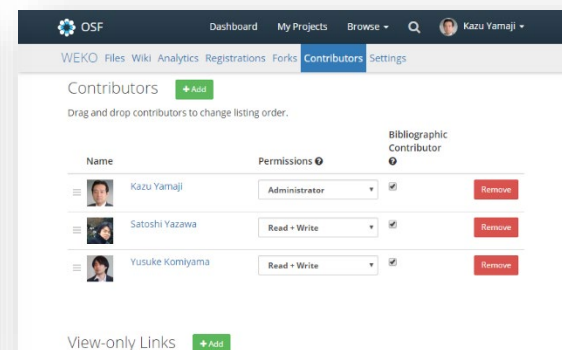 OSF Dashboard My Projects Browse Kazu Yamaji
WEKO Files Wiki Analytics Registrations Forks Contributors Settings
Contributors + Add
Drag and drop contributors to change listing order.
Name Permissions Bibliographic Contributor
Kazu Yamaji Administrator Remove
Satoshi Yazawa Read + Write Remove
Yusuke Komiyama Read + Write Remove
View-only Links + Add